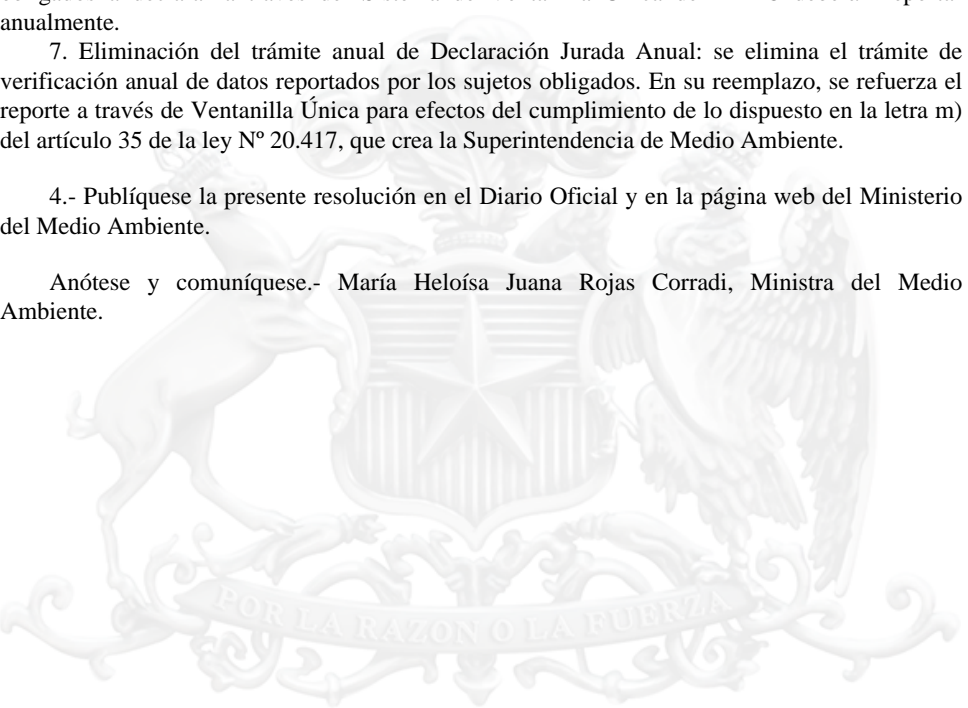 anualmente.
7. Eliminación del trámite anual de Declaración Jurada Anual: se elimina el trámite de
verificación anual de datos reportados por los sujetos obligados. En su reemplazo, se refuerza el
reporte a través de Ventanilla Única para efectos del cumplimiento de lo dispuesto en la letra m)
del artículo 35 de la ley Nº 20.417, que crea la Superintendencia de Medio Ambiente.
4.- Publíquese la presente resolución en el Diario Oficial y en la página web del Ministerio
del Medio Ambiente.
Anótese y comuníquese.- María Heloísa Juana Rojas Corradi, Ministra del Medio
Ambiente.
POR LA RAZON O LA FUERZA